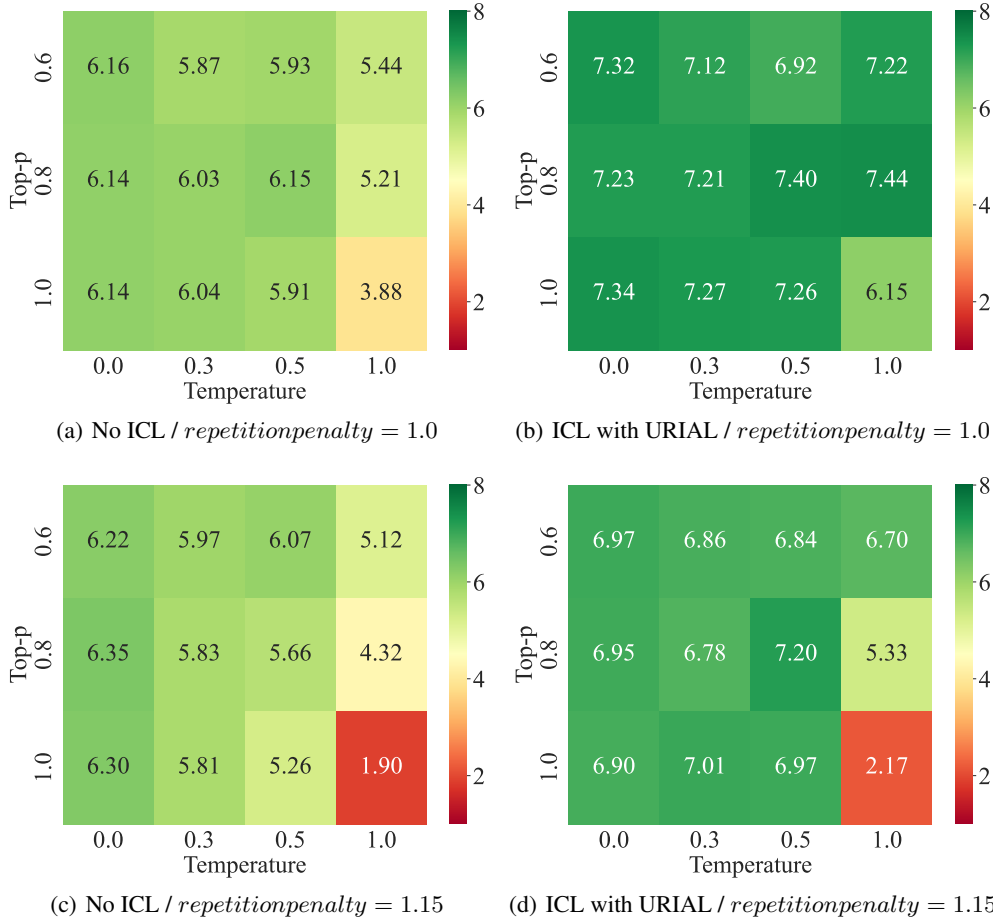 8
0.6 6.16 5.87 5.93 5.44
6
Top-p 0.8 6.14 6.03 6.15 5.21
4
1.0 6.14 6.04 5.91 3.88
2
0.0 0.3 0.5 1.0
Temperature
(a) No ICL / repetitionpenalty = 1.0
8
0.6 7.32 7.12 6.92 7.22
6
Top-p 0.8 7.23 7.21 7.40 7.44
4
1.0 7.34 7.27 7.26 6.15
2
0.0 0.3 0.5 1.0
Temperature
(b) ICL with URIAL / repetitionpenalty = 1.0
8
0.6 6.22 5.97 6.07 5.12
6
Top-p 0.8 6.35 5.83 5.66 4.32
4
1.0 6.30 5.81 5.26 1.90
2
0.0 0.3 0.5 1.0
Temperature
(c) No ICL / repetitionpenalty = 1.15
8
0.6 6.97 6.86 6.84 6.70
6
Top-p 0.8 6.95 6.78 7.20 5.33
4
1.0 6.90 7.01 6.97 2.17
2
0.0 0.3 0.5 1.0
Temperature
(d) ICL with URIAL / repetitionpenalty = 1.15